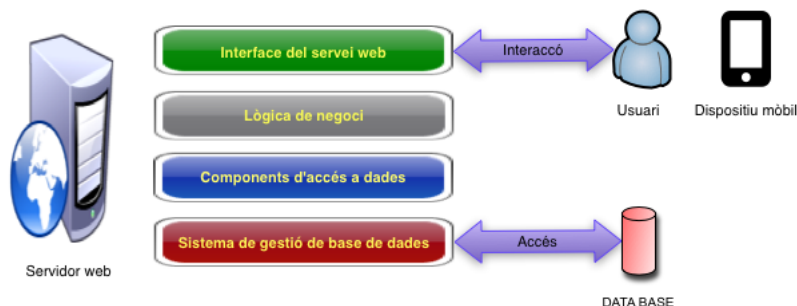 Interface del servei web
Interaccó
Lògica de negoci
Usuari
Dispositiu mòbil
Components d'accés a dades
Sistema de gestió de base de dades
Accés
Servidor web
DATA BASE